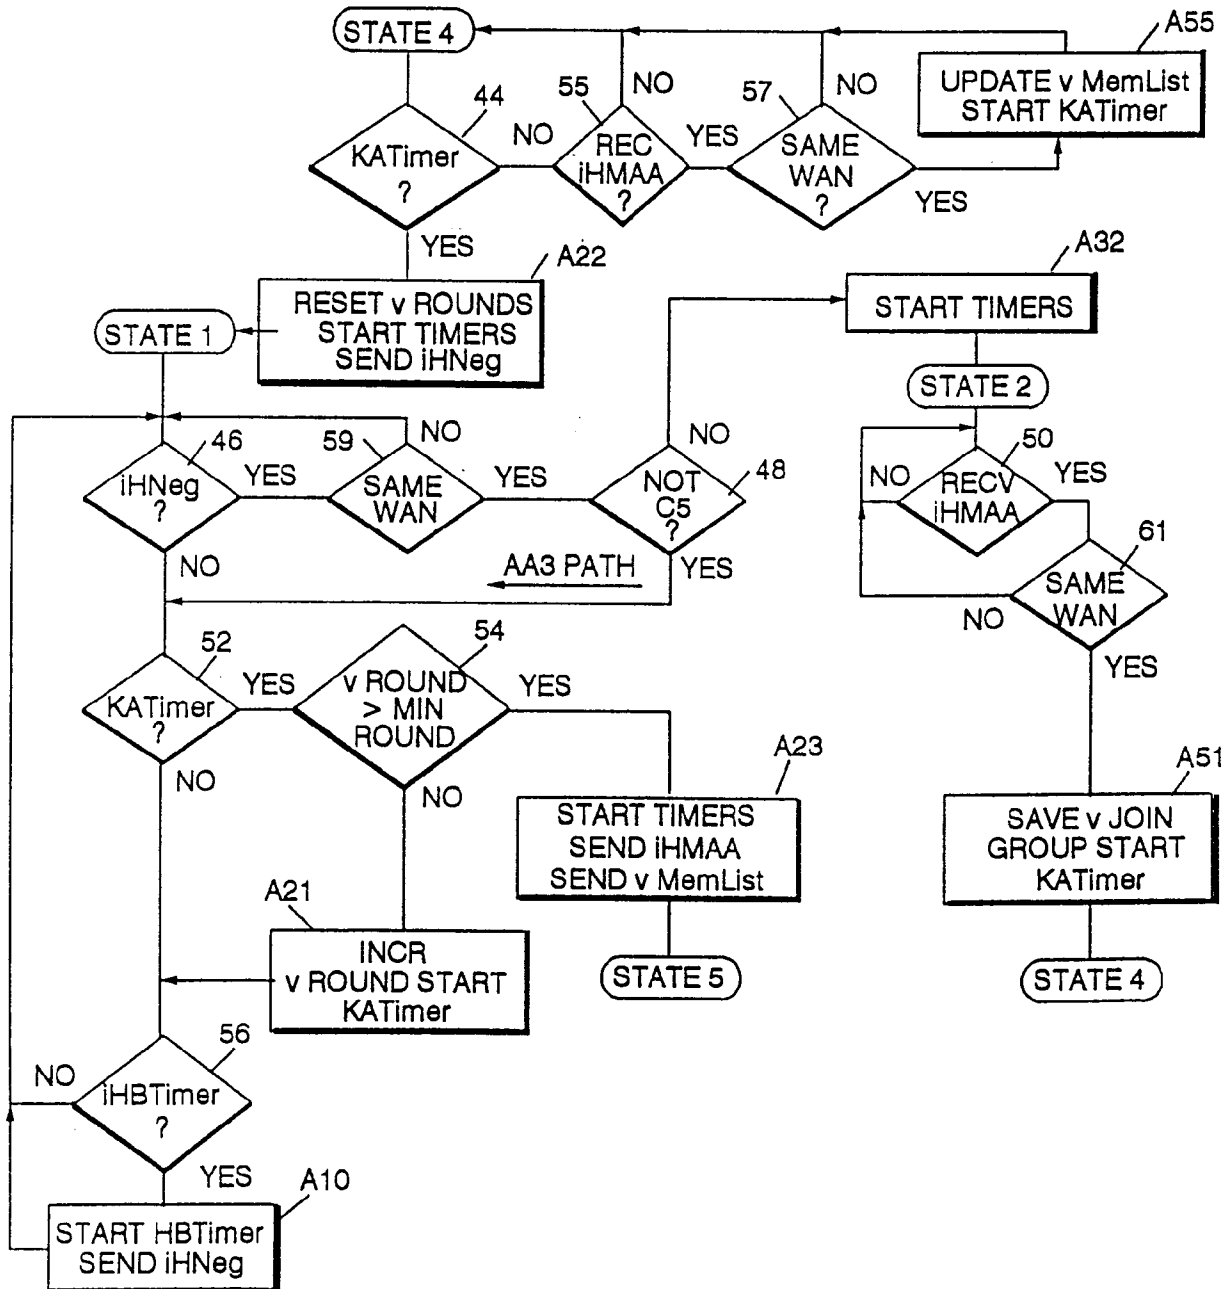 STATE 4
A55
UPDATE v MemList
START KATimer
44
KATimer
?
NO
YES
55
REC
iHMAA
?
NO
YES
57
SAME
WAN
?
NO
YES
A22
RESET v ROUNDS
START TIMERS
SEND iHNeg
STATE 1
A32
START TIMERS
STATE 2
46
iHNeg
?
YES
NO
59
SAME
WAN
NO
YES
48
NOT
C5
?
NO
YES
AA3 PATH
50
RECV
iHMAA
NO
YES
61
SAME
WAN
NO
YES
52
KATimer
?
YES
NO
54
v ROUND
> MIN
ROUND
YES
NO
A23
START TIMERS
SEND iHMAA
SEND v MemList
STATE 5
A51
SAVE v JOIN
GROUP START
KATimer
STATE 4
A21
INCR
v ROUND START
KATimer
56
iHBTimer
?
NO
YES
A10
START HBTimer
SEND iHNeg